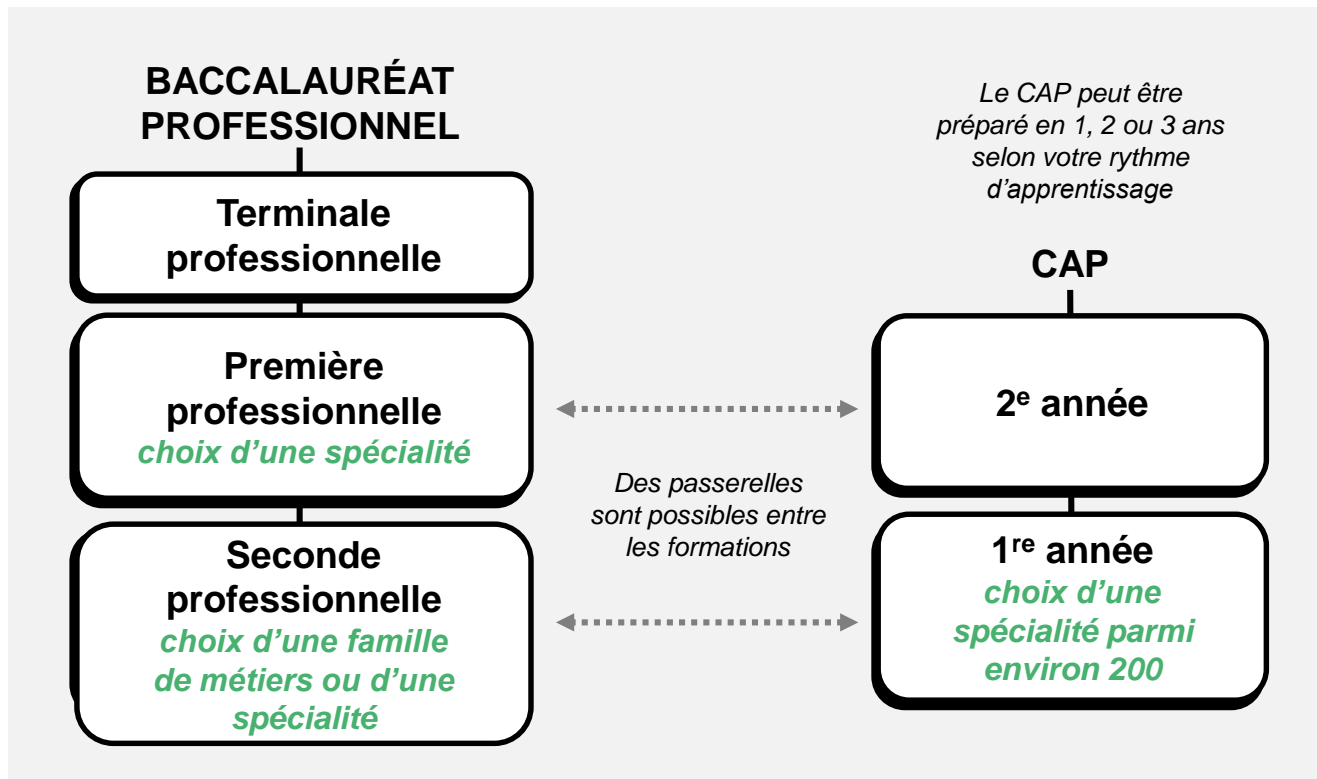 BACCALAURÉAT
PROFESSIONNEL
Terminale
professionnelle
Première
professionnelle
choix d’une spécialité
Seconde
professionnelle
choix d’une famille
de métiers ou d’une
spécialité
Des passerelles
sont possibles entre
les formations
Le CAP peut être
préparé en 1, 2 ou 3 ans
selon votre rythme
d’apprentissage
CAP
2e année
1re année
choix d’une
spécialité parmi
environ 200